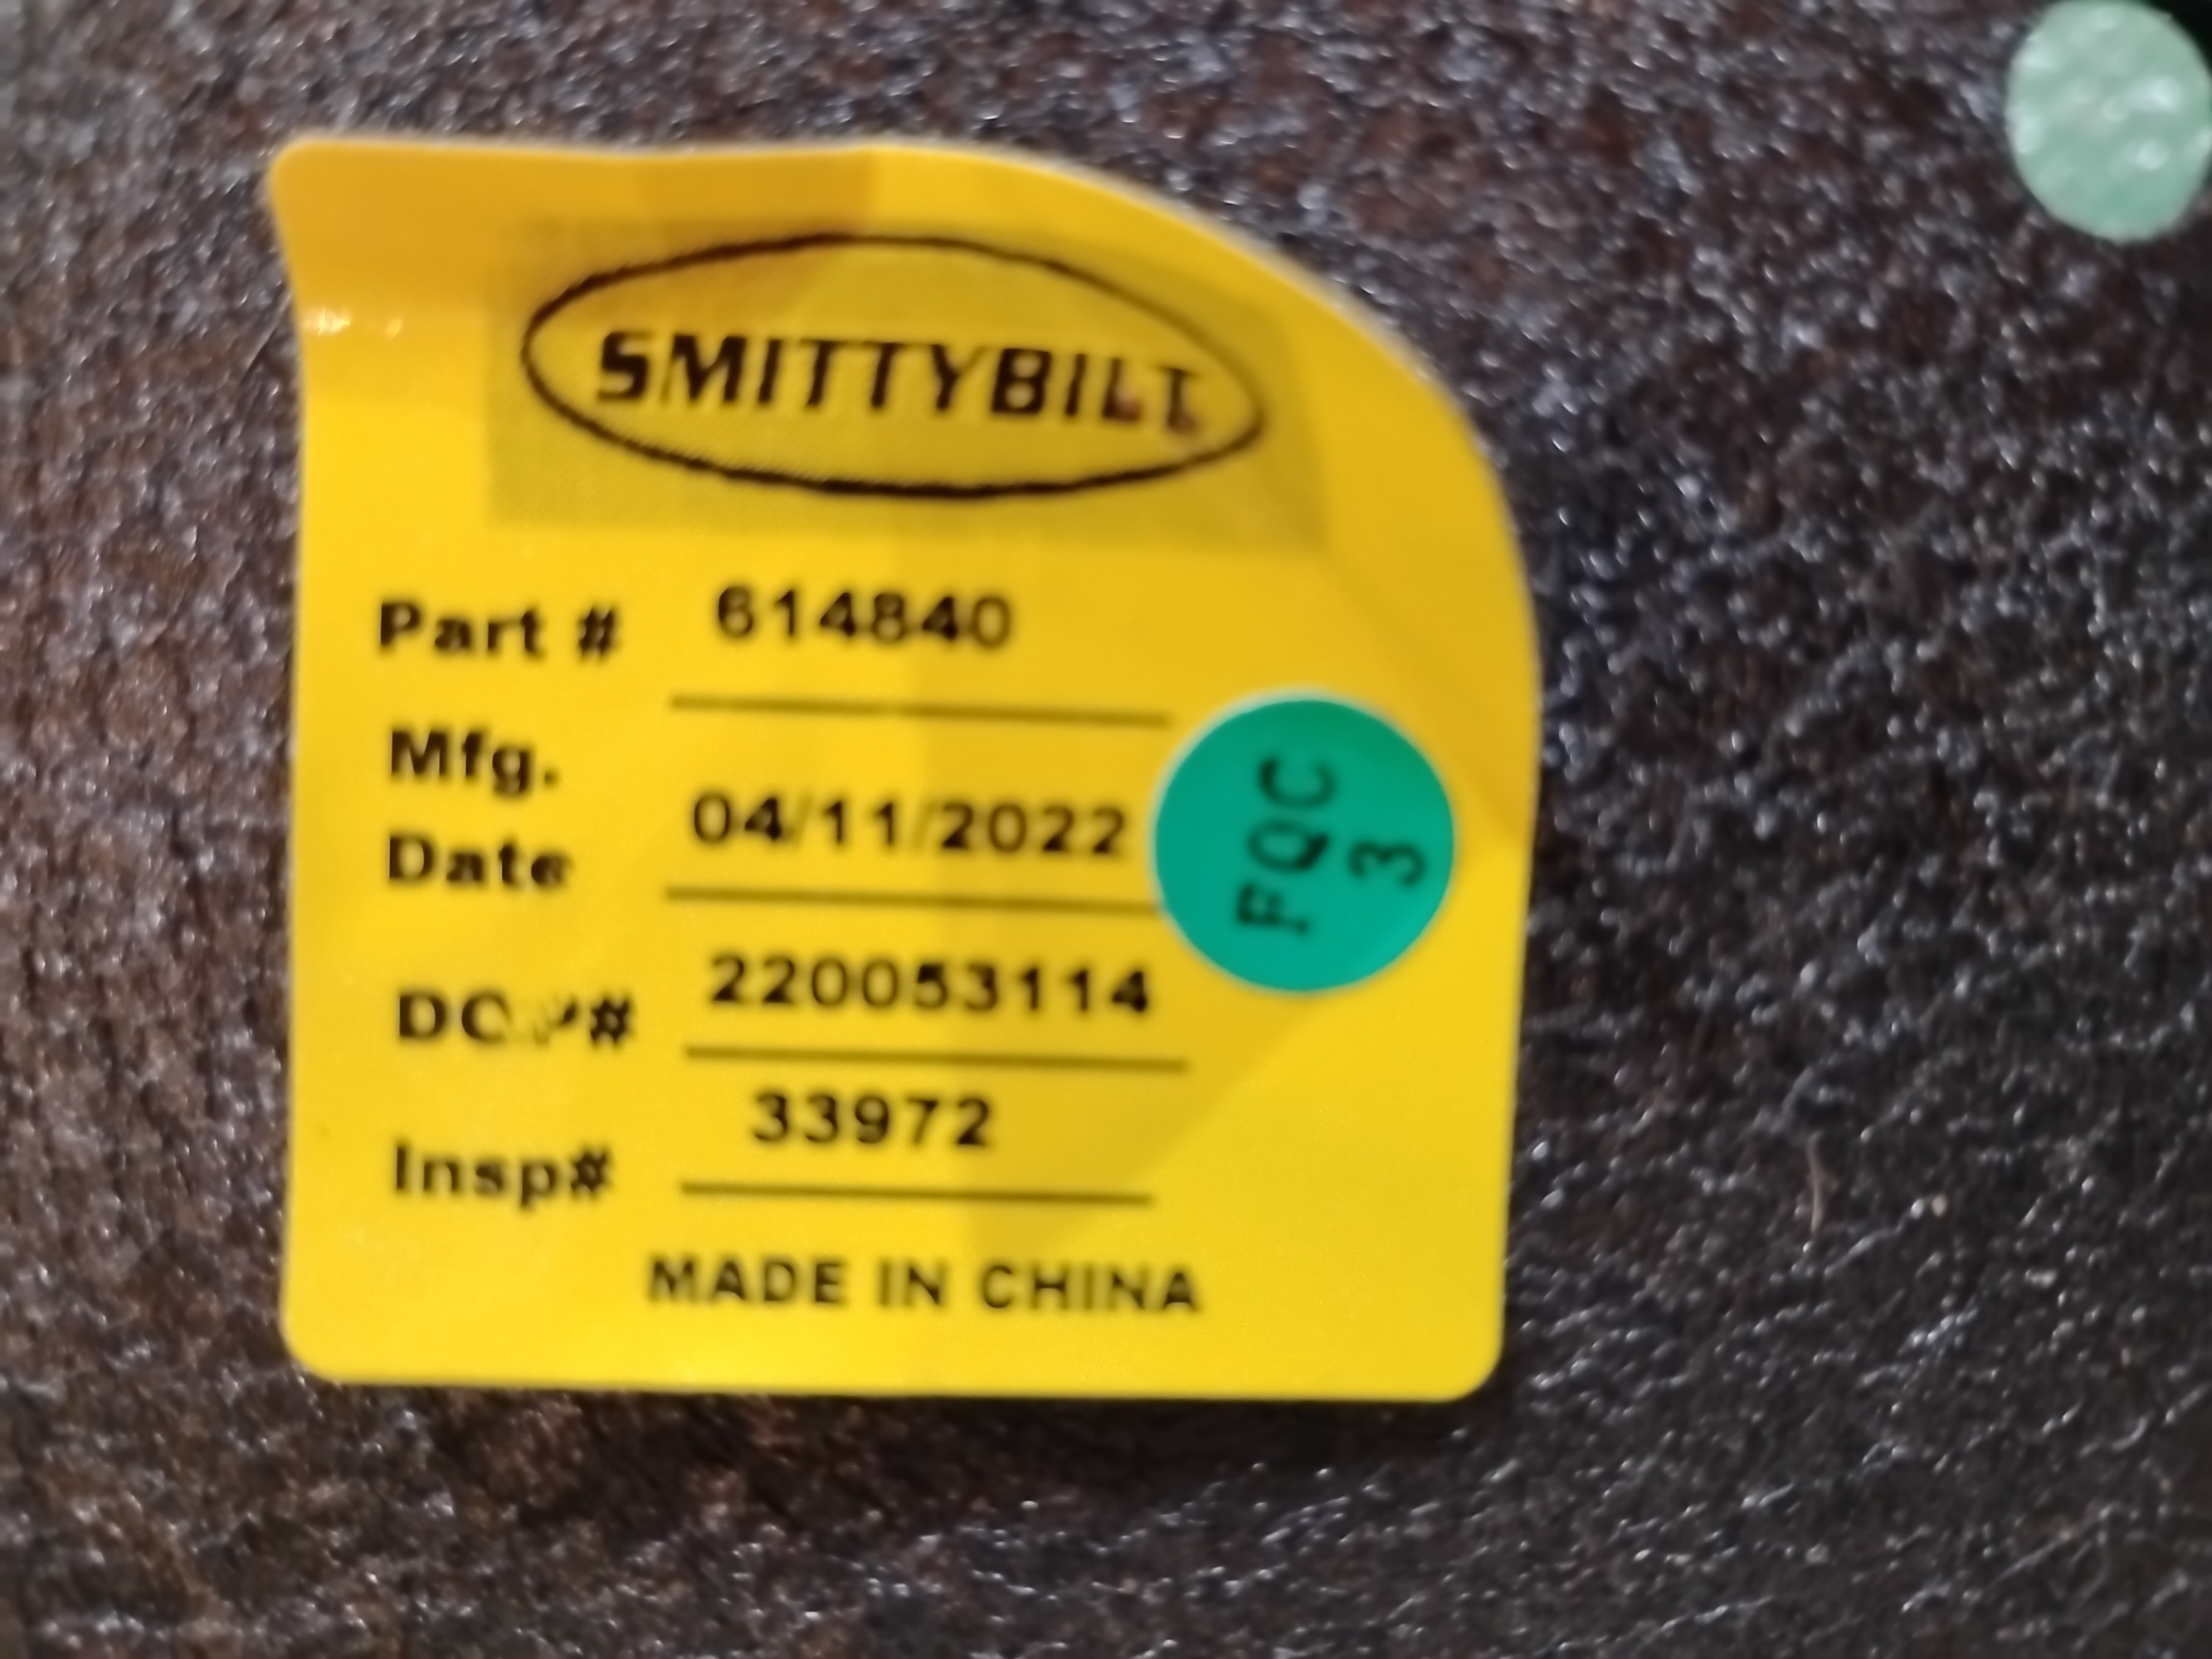 SMITTYBILT
Part # 614840
Mfg.
Date 04/11/2022
220053114
Insp# 33972
MADE IN CHINA
FQC
3